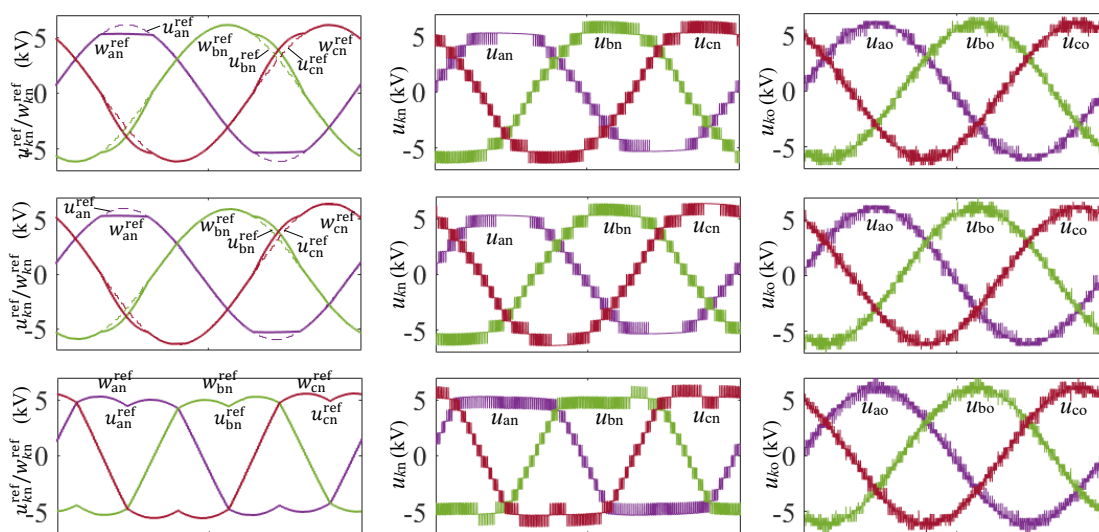 u_kn^ref/w_kn^ref (kV)
5
0
-5
u_an^ref
w_an^ref
w_bn^ref
u_bn^ref
w_cn^ref
u_cn^ref
u_kn (kV)
5
0
-5
u_an
u_bn
u_cn
u_ko (kV)
5
0
-5
u_ao
u_bo
u_co
u_kn^ref/w_kn^ref (kV)
5
0
-5
u_an^ref
w_an^ref
w_bn^ref
u_bn^ref
w_cn^ref
u_cn^ref
u_kn (kV)
5
0
-5
u_an
u_bn
u_cn
u_ko (kV)
5
0
-5
u_ao
u_bo
u_co
u_kn^ref/w_kn^ref (kV)
5
0
-5
w_an^ref
w_bn^ref
w_cn^ref
u_an^ref
u_bn^ref
u_cn^ref
u_kn (kV)
5
0
-5
u_an
u_bn
u_cn
u_ko (kV)
5
0
-5
u_ao
u_bo
u_co